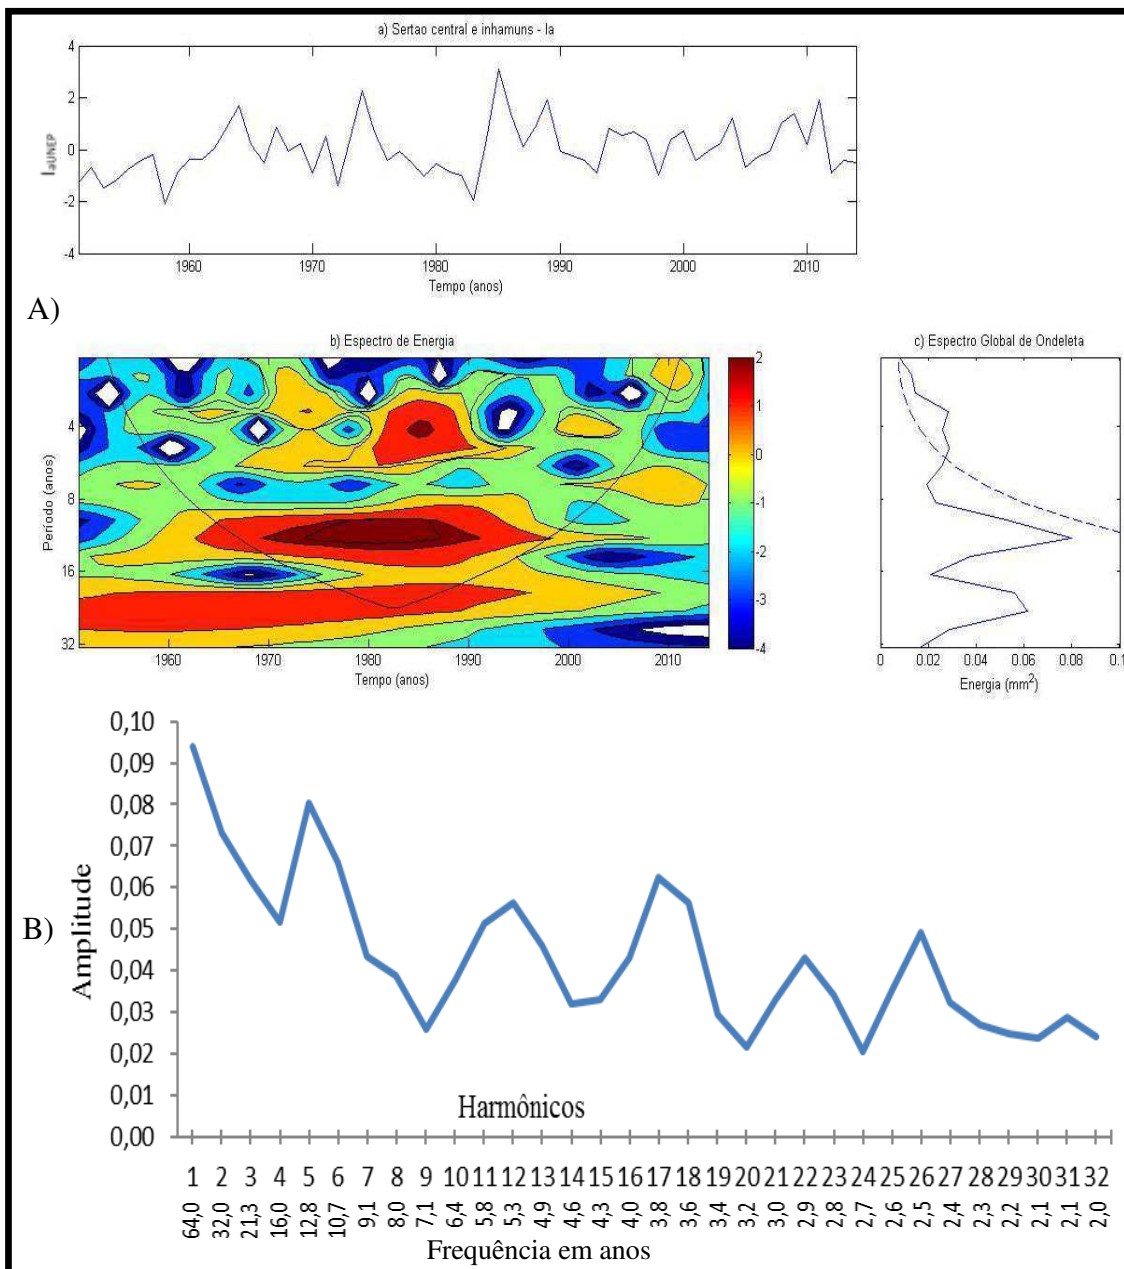 a) Sertao central e inhamuns - Ia
4
2
0
-2
-4
IaUNEP
1960 1970 1980 1990 2000 2010
Tempo (anos)
A)
b) Espectro de Energia
4
8
16
32
Período (anos)
1960 1970 1980 1990 2000 2010
Tempo (anos)
2
1
0
-1
-2
-3
-4
c) Espectro Global de Ondeleta
0 0.02 0.04 0.06 0.08 0.1
Energia (mm²)
B)
Amplitude
0,10
0,09
0,08
0,07
0,06
0,05
0,04
0,03
0,02
0,01
0,00
Harmônicos
1 2 3 4 5 6 7 8 9 10 11 12 13 14 15 16 17 18 19 20 21 22 23 24 25 26 27 28 29 30 31 32
64,0 32,0 21,3 16,0 12,8 10,7 9,1 8,0 7,1 6,4 5,8 5,3 4,9 4,6 4,3 4,0 3,8 3,6 3,4 3,2 3,0 2,9 2,8 2,7 2,6 2,5 2,4 2,3 2,2 2,1 2,1 2,0
Frequência em anos